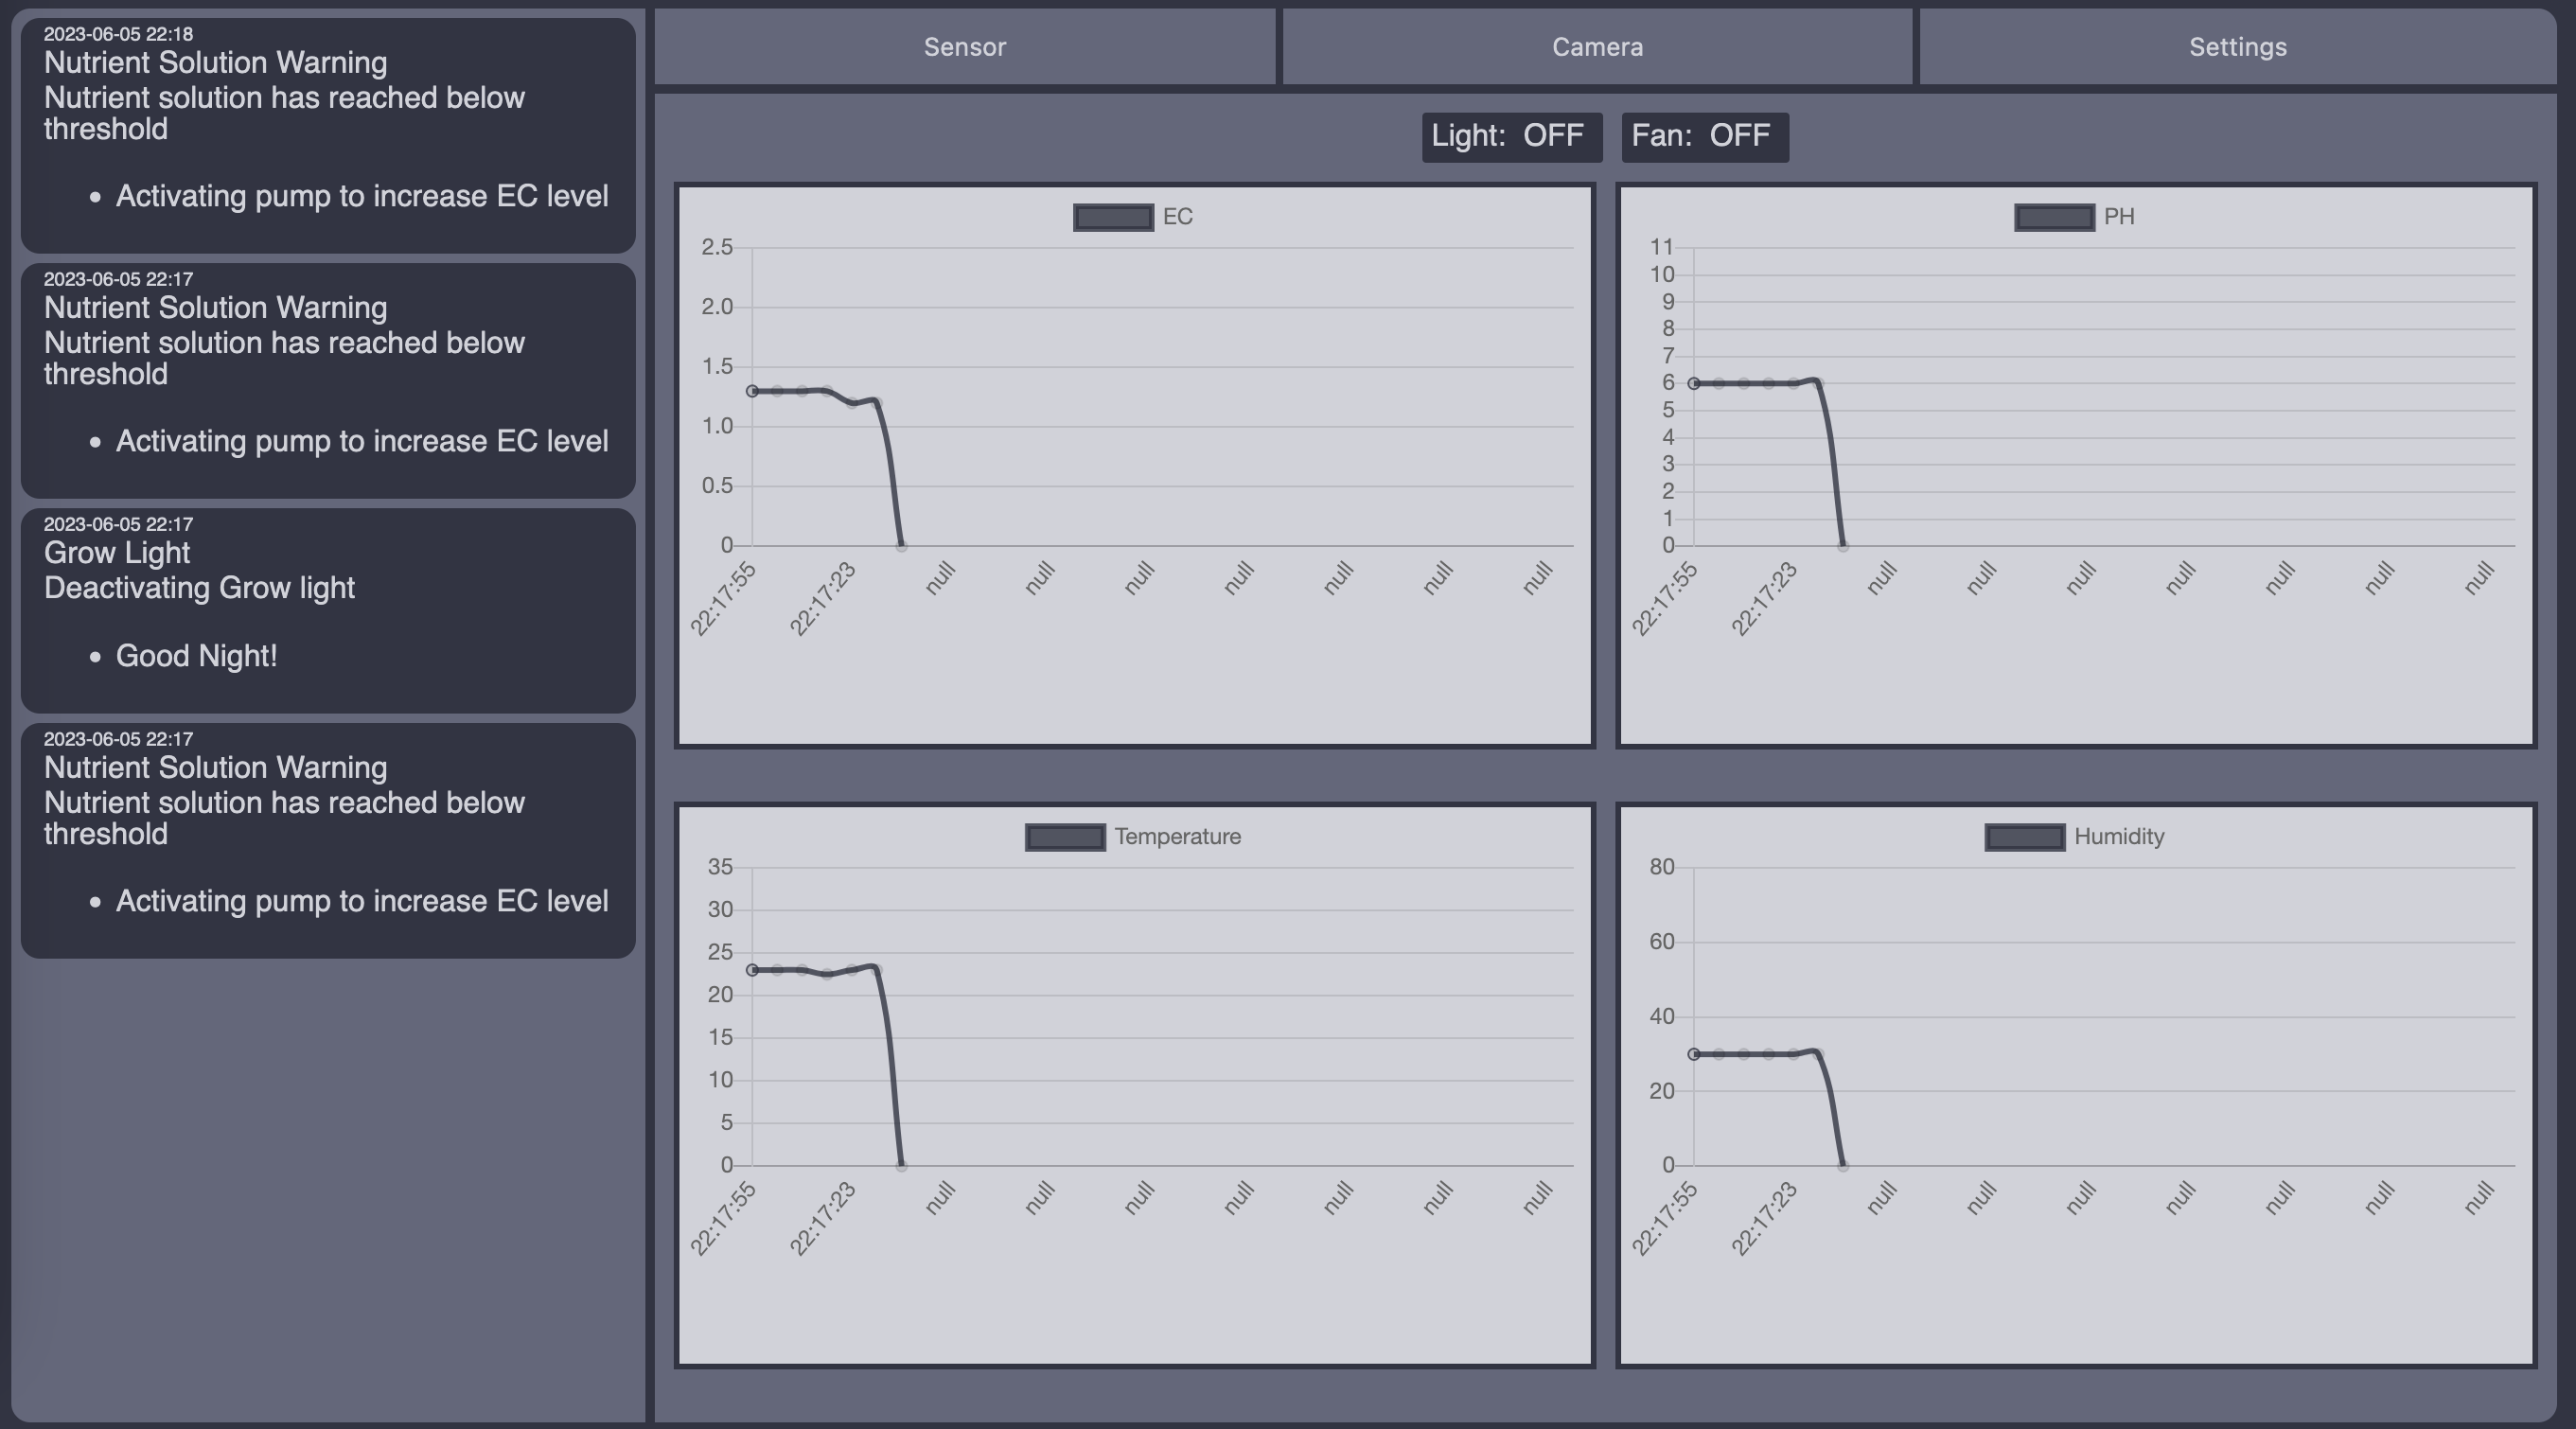 2023-06-05 22:18
Nutrient Solution Warning
Nutrient solution has reached below
threshold
• Activating pump to increase EC level
2023-06-05 22:17
Nutrient Solution Warning
Nutrient solution has reached below
threshold
• Activating pump to increase EC level
2023-06-05 22:17
Grow Light
Deactivating Grow light
• Good Night!
2023-06-05 22:17
Nutrient Solution Warning
Nutrient solution has reached below
threshold
• Activating pump to increase EC level
Sensor
Camera
Settings
Light: OFF
Fan: OFF
EC
2.5
2.0
1.5
1.0
0.5
0
22:17:55
22:17:23
null
null
null
null
null
null
null
PH
11
10
9
8
7
6
5
4
3
2
1
0
22:17:55
22:17:23
null
null
null
null
null
null
null
Temperature
35
30
25
20
15
10
5
0
22:17:55
22:17:23
null
null
null
null
null
null
null
Humidity
80
60
40
20
0
22:17:55
22:17:23
null
null
null
null
null
null
null